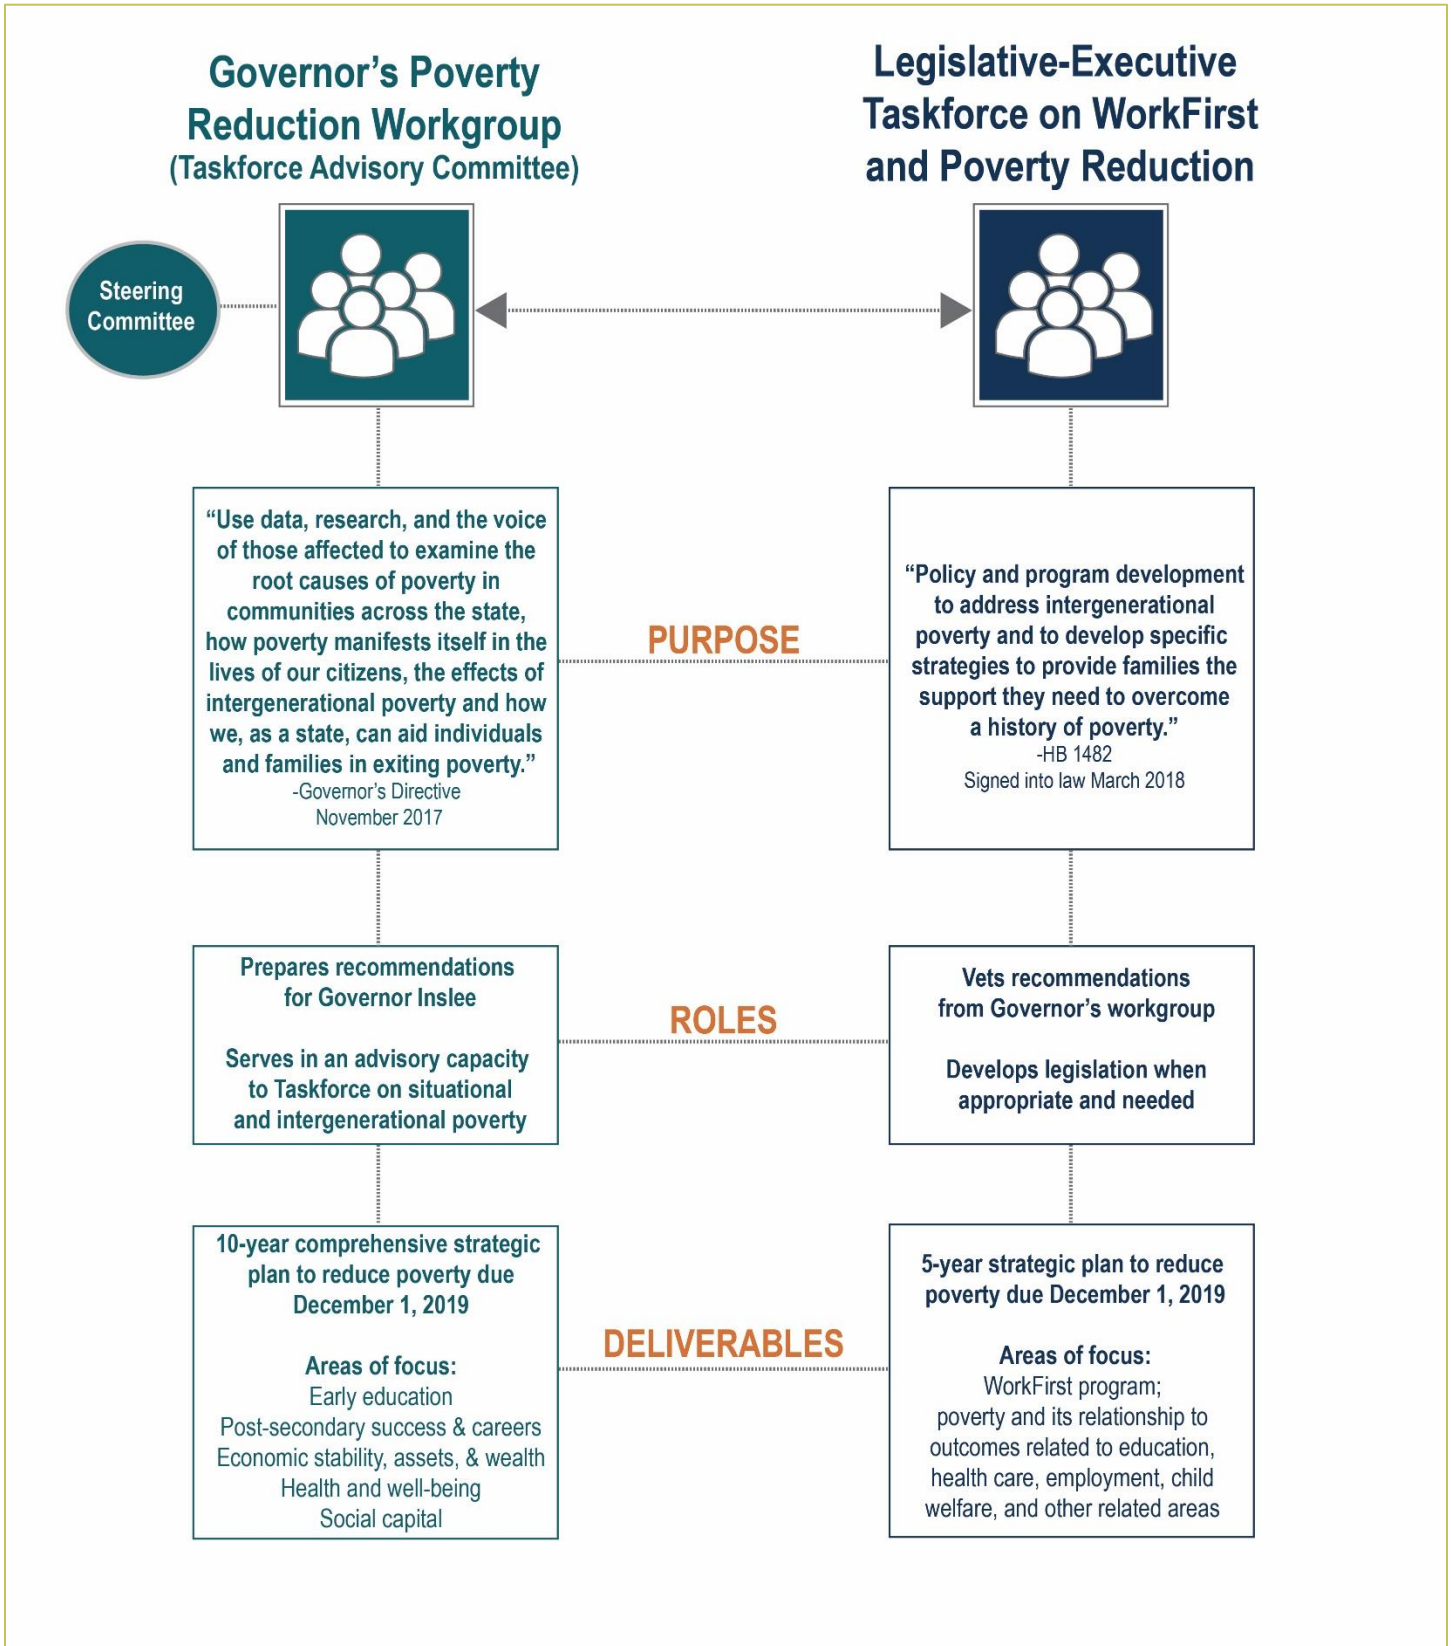 Governor’s Poverty
Reduction Workgroup
(Taskforce Advisory Committee)
Legislative-Executive
Taskforce on WorkFirst
and Poverty Reduction
Steering
Committee
“Use data, research, and the voice
of those affected to examine the
root causes of poverty in
communities across the state,
how poverty manifests itself in the
lives of our citizens, the effects of
intergenerational poverty and how
we, as a state, can aid individuals
and families in exiting poverty.”
-Governor’s Directive
November 2017
PURPOSE
“Policy and program development
to address intergenerational
poverty and to develop specific
strategies to provide families the
support they need to overcome
a history of poverty.”
-HB 1482
Signed into law March 2018
Prepares recommendations
for Governor Inslee
Serves in an advisory capacity
to Taskforce on situational
and intergenerational poverty
ROLES
Vets recommendations
from Governor’s workgroup
Develops legislation when
appropriate and needed
10-year comprehensive strategic
plan to reduce poverty due
December 1, 2019
Areas of focus:
Early education
Post-secondary success & careers
Economic stability, assets, & wealth
Health and well-being
Social capital
DELIVERABLES
5-year strategic plan to reduce
poverty due December 1, 2019
Areas of focus:
WorkFirst program;
poverty and its relationship to
outcomes related to education,
health care, employment, child
welfare, and other related areas